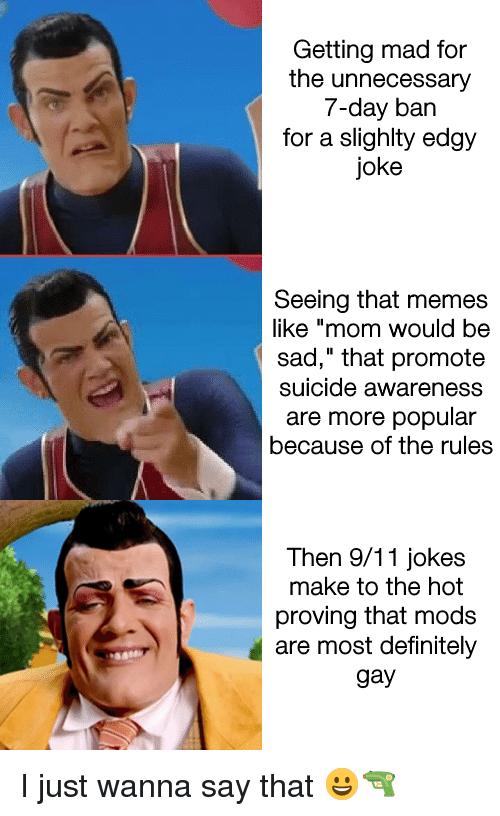 Getting mad for
the unnecessary
7-day ban
for a slighlty edgy
joke
Seeing that memes
like "mom would be
sad," that promote
suicide awareness
are more popular
because of the rules
Then 9/11 jokes
make to the hot
proving that mods
are most definitely
gay
I just wanna say that 😀🔫